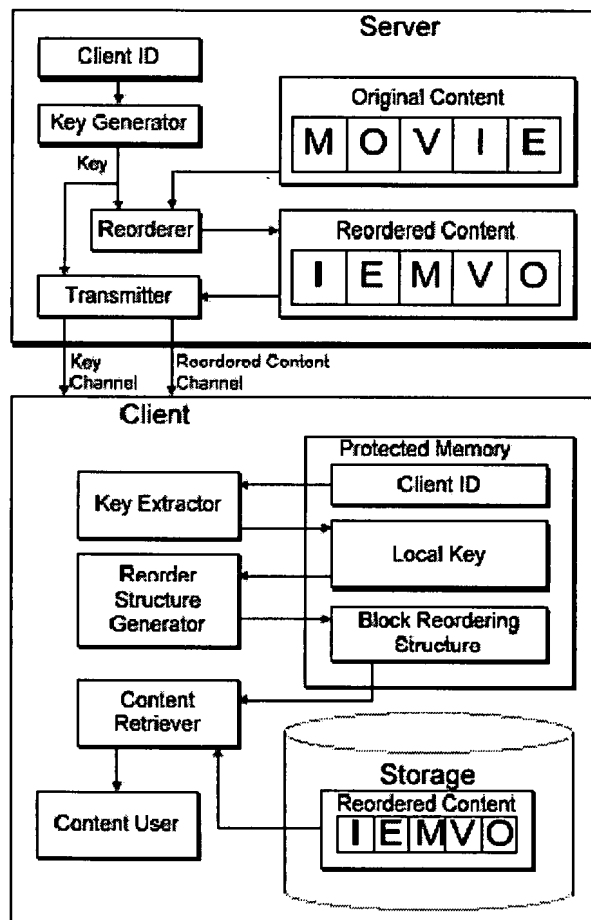 Server
Client ID
Key Generator
Key
Reorderer
Transmitter
Original Content
M O V I E
Reordered Content
I E M V O
Key
Channel
Reordered Content
Channel
Client
Key Extractor
Reorder
Structure
Generator
Content
Retriever
Content User
Protected Memory
Client ID
Local Key
Block Reordering
Structure
Storage
Reordered Content
I E M V O